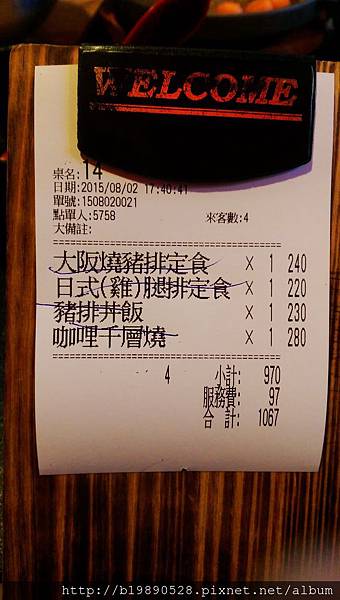 WELCOME
桌名: 14
日期:2015/08/02 17:40:41
單號:1508020021
點單人:5758 來客數:4
大備註:
大阪燒豬排定食 X 1 240
日式(雞)腿排定食 X 1 220
豬排丼飯 X 1 230
咖哩千層燒 X 1 280
4 小計: 970
服務費: 97
合 計: 1067
http://b19890528.pixnet.net/album